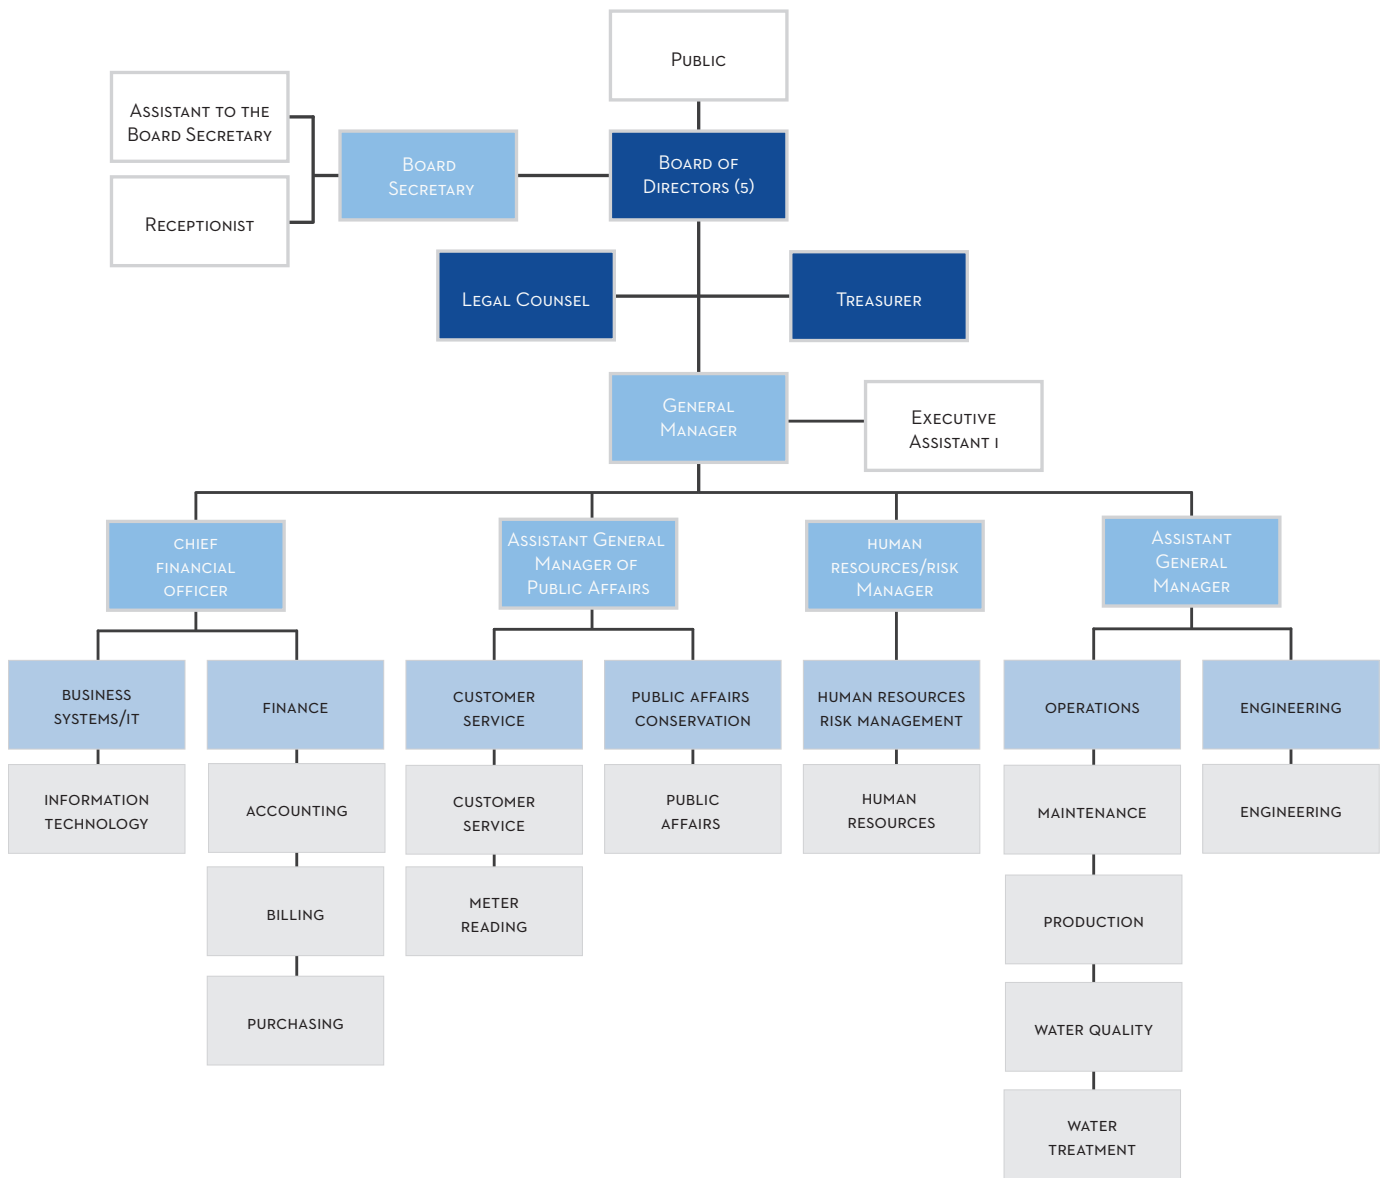 Public
Assistant to the
Board Secretary
Board
Secretary
Board of
Directors (5)
Receptionist
Legal Counsel
Treasurer
General
Manager
Executive
Assistant I
chief
financial
officer
Assistant General
Manager of
Public Affairs
human
resources/risk
Manager
Assistant
General
Manager
business
systems/IT
finance
customer
service
public affairs
conservation
human resources
risk management
operations
engineering
information
technology
accounting
customer
service
public
affairs
human
resources
maintenance
engineering
billing
meter
reading
production
purchasing
water quality
water
treatment